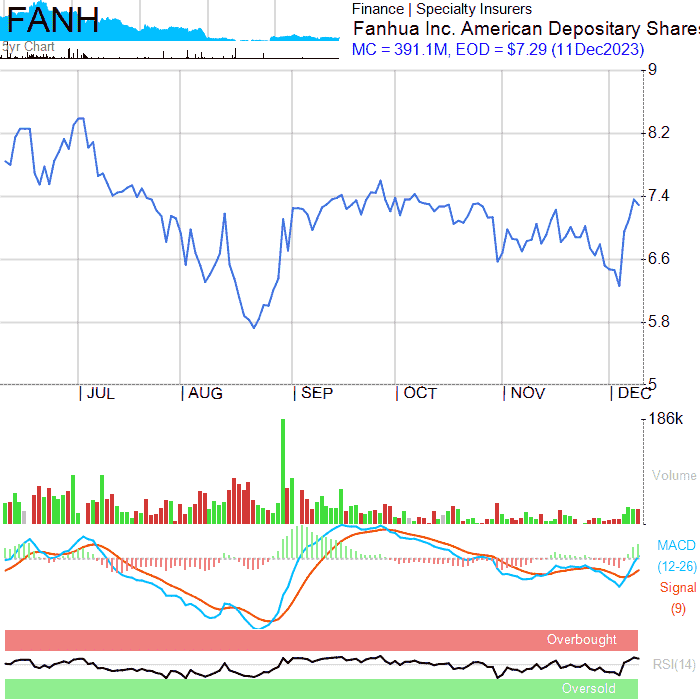 FANH
5yr Chart
Finance | Specialty Insurers
Fanhua Inc. American Depositary Shares
MC = 391.1M, EOD = $7.29 (11Dec2023)
9
8.2
7.4
6.6
5.8
5
JUL
AUG
SEP
OCT
NOV
DEC
186k
Volume
MACD
(12-26)
Signal
(9)
Overbought
RSI(14)
Oversold